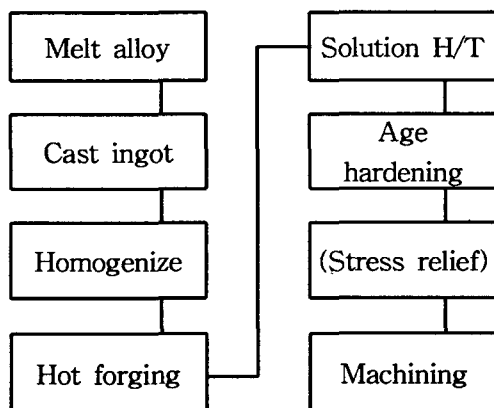 Melt alloy
Cast ingot
Homogenize
Hot forging
Solution H/T
Age
hardening
(Stress relief)
Machining